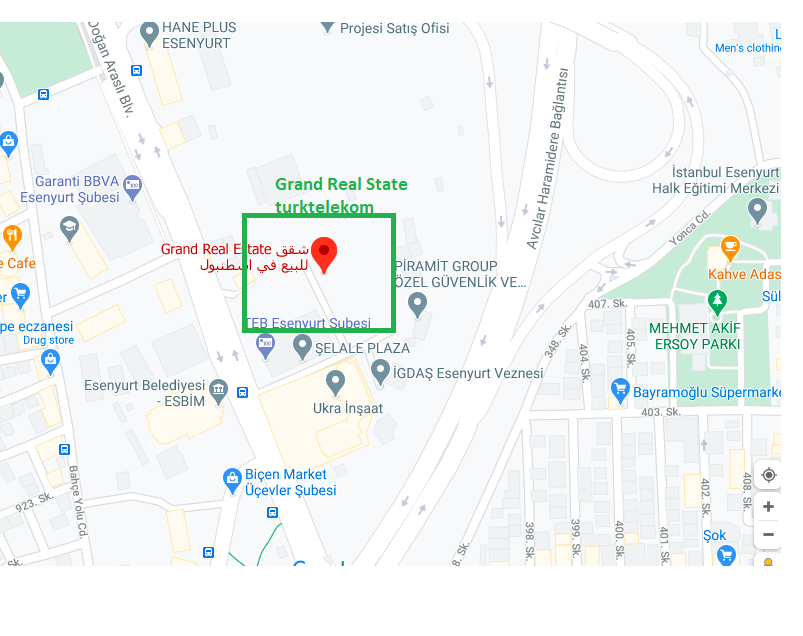 HANE PLUS
ESENYURT
Projesi Satış Ofisi
Men's clothin
Doğan Araslı Blv.
Avcılar Haramidere Bağlantısı
Garanti BBVA
Esenyurt Şubesi
Grand Real State
turktelekom
İstanbul Esenyurt
Halk Eğitimi Merkezi
Yonca Cd.
Grand Real Estate شقق
للبيع في اسطنبول
e Cafe
PİRAMİT GROUP
ÖZEL GÜVENLİK VE...
Kahve Adas
Sül
er
pe eczanesi
Drug store
TEB Esenyurt Şubesi
407. Sk.
MEHMET AKİF
ERSOY PARKI
348. Sk.
404. Sk.
405. Sk.
ŞELALE PLAZA
İGDAŞ Esenyurt Veznesi
Esenyurt Belediyesi
- ESBİM
Ukra İnşaat
Bayramoğlu Süpermarke
403. Sk.
Biçen Market
Üçevler Şubesi
Bahçe Yolu Cd.
923. Sk.
402. Sk.
408. Sk.
398. Sk.
399. Sk.
400. Sk.
401. Sk.
Şok